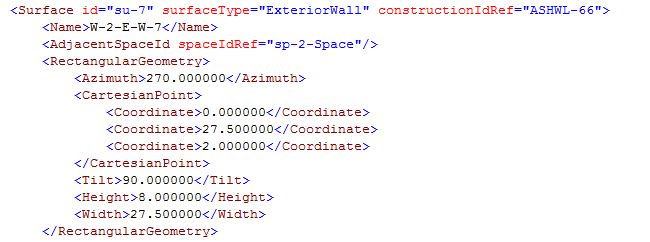 <Surface id="su-7" surfaceType="ExteriorWall" constructionIdRef="ASHWL-66">
<Name>W-2-E-W-7</Name>
<AdjacentSpaceId spaceIdRef="sp-2-Space"/>
<RectangularGeometry>
<Azimuth>270.000000</Azimuth>
<CartesianPoint>
<Coordinate>0.000000</Coordinate>
<Coordinate>27.500000</Coordinate>
<Coordinate>2.000000</Coordinate>
</CartesianPoint>
<Tilt>90.000000</Tilt>
<Height>8.000000</Height>
<Width>27.500000</Width>
</RectangularGeometry>